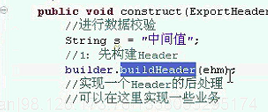 public void construct(ExportHeader
//进行数据校验
String s = "中间值";
//1: 先构建Header
builder.buildHeader(ehm);
//实现一个Header的后处理
//可以在这里实现一些业务